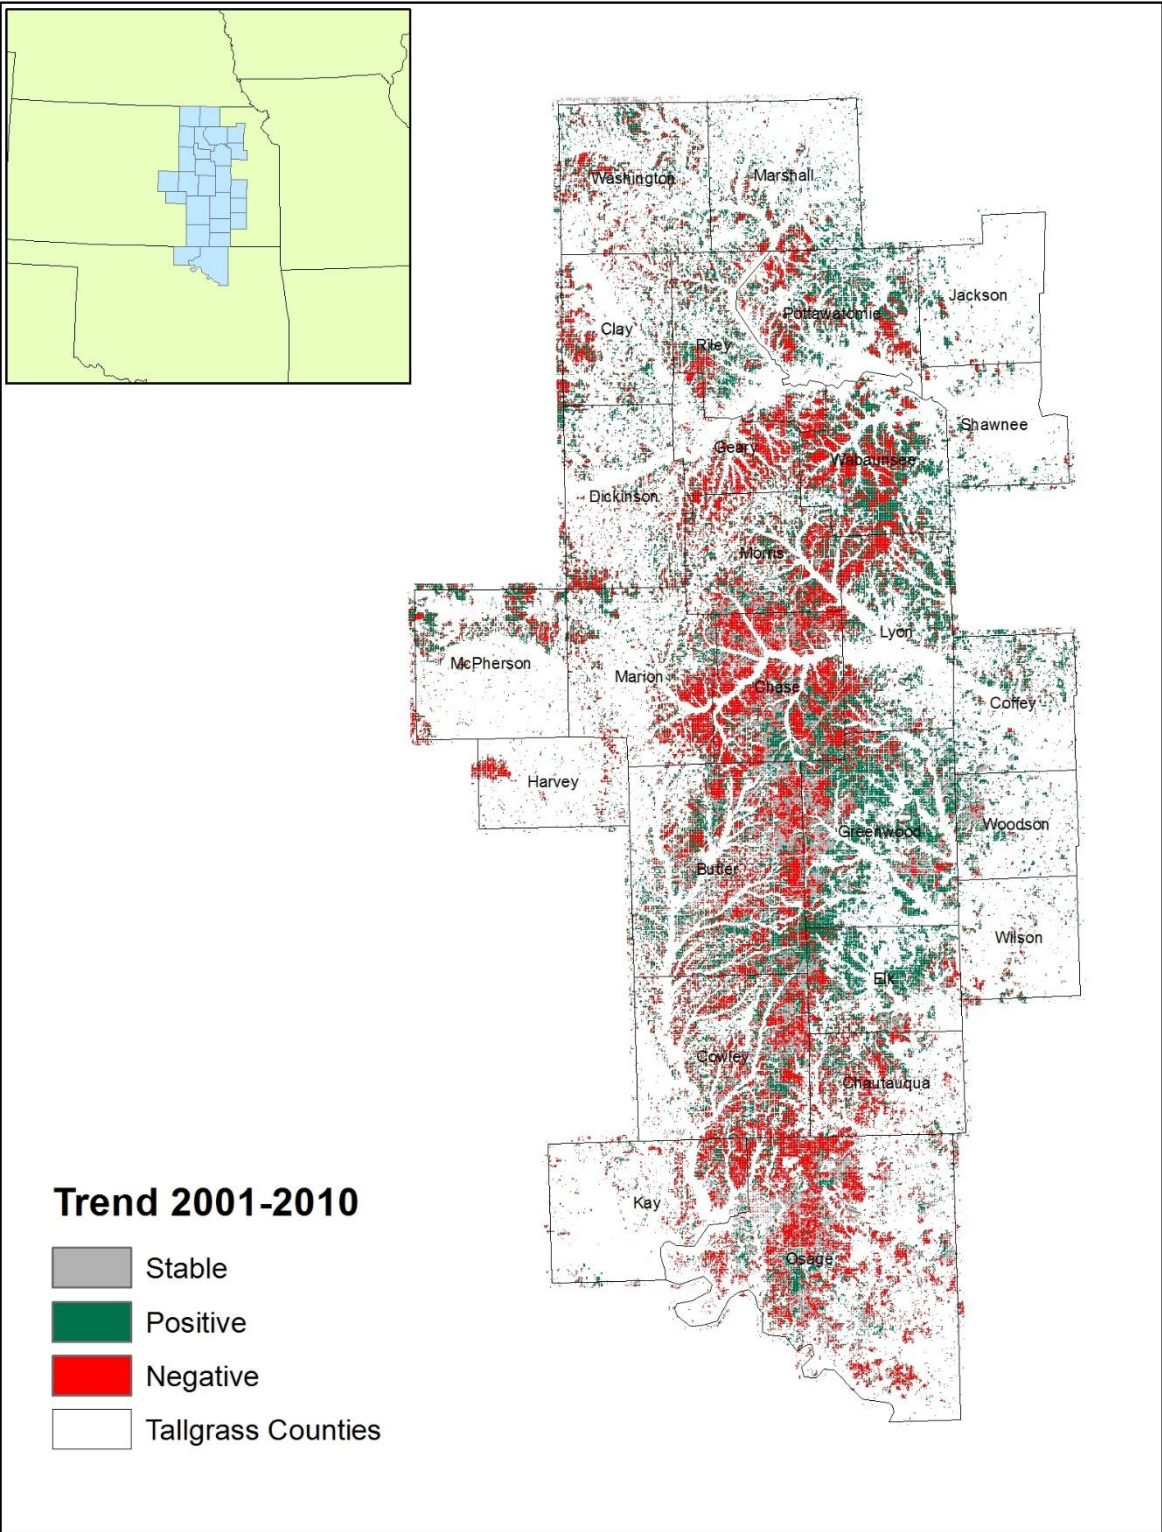 Washington
Marshall
Jackson
Pottawatomie
Clay
Riley
Shawnee
Geary
Wabaunsee
Dickinson
Morris
Lyon
McPherson
Marion
Chase
Coffey
Harvey
Woodson
Greenwood
Butler
Wilson
Elk
Cowley
Chautauqua
Kay
Osage
Trend 2001-2010
Stable
Positive
Negative
Tallgrass Counties